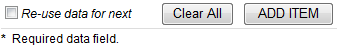 Re-use data for next Clear All ADD ITEM
* Required data field.